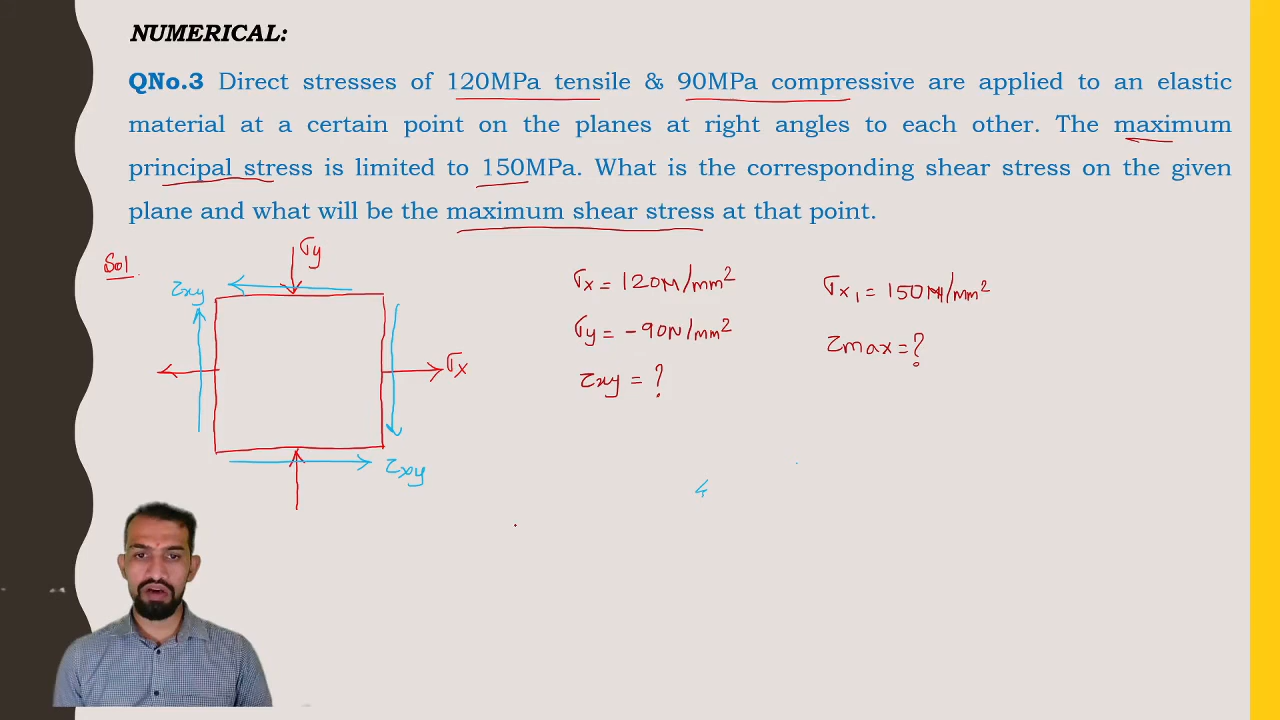 NUMERICAL:
QNo.3 Direct stresses of 120MPa tensile & 90MPa compressive are applied to an elastic
material at a certain point on the planes at right angles to each other. The maximum
principal stress is limited to 150MPa. What is the corresponding shear stress on the given
plane and what will be the maximum shear stress at that point.
Sol
σy
τxy
σx
τxy
σx = 120N/mm²
σy = -90N/mm²
τxy = ?
σx₁ = 150N/mm²
τmax = ?